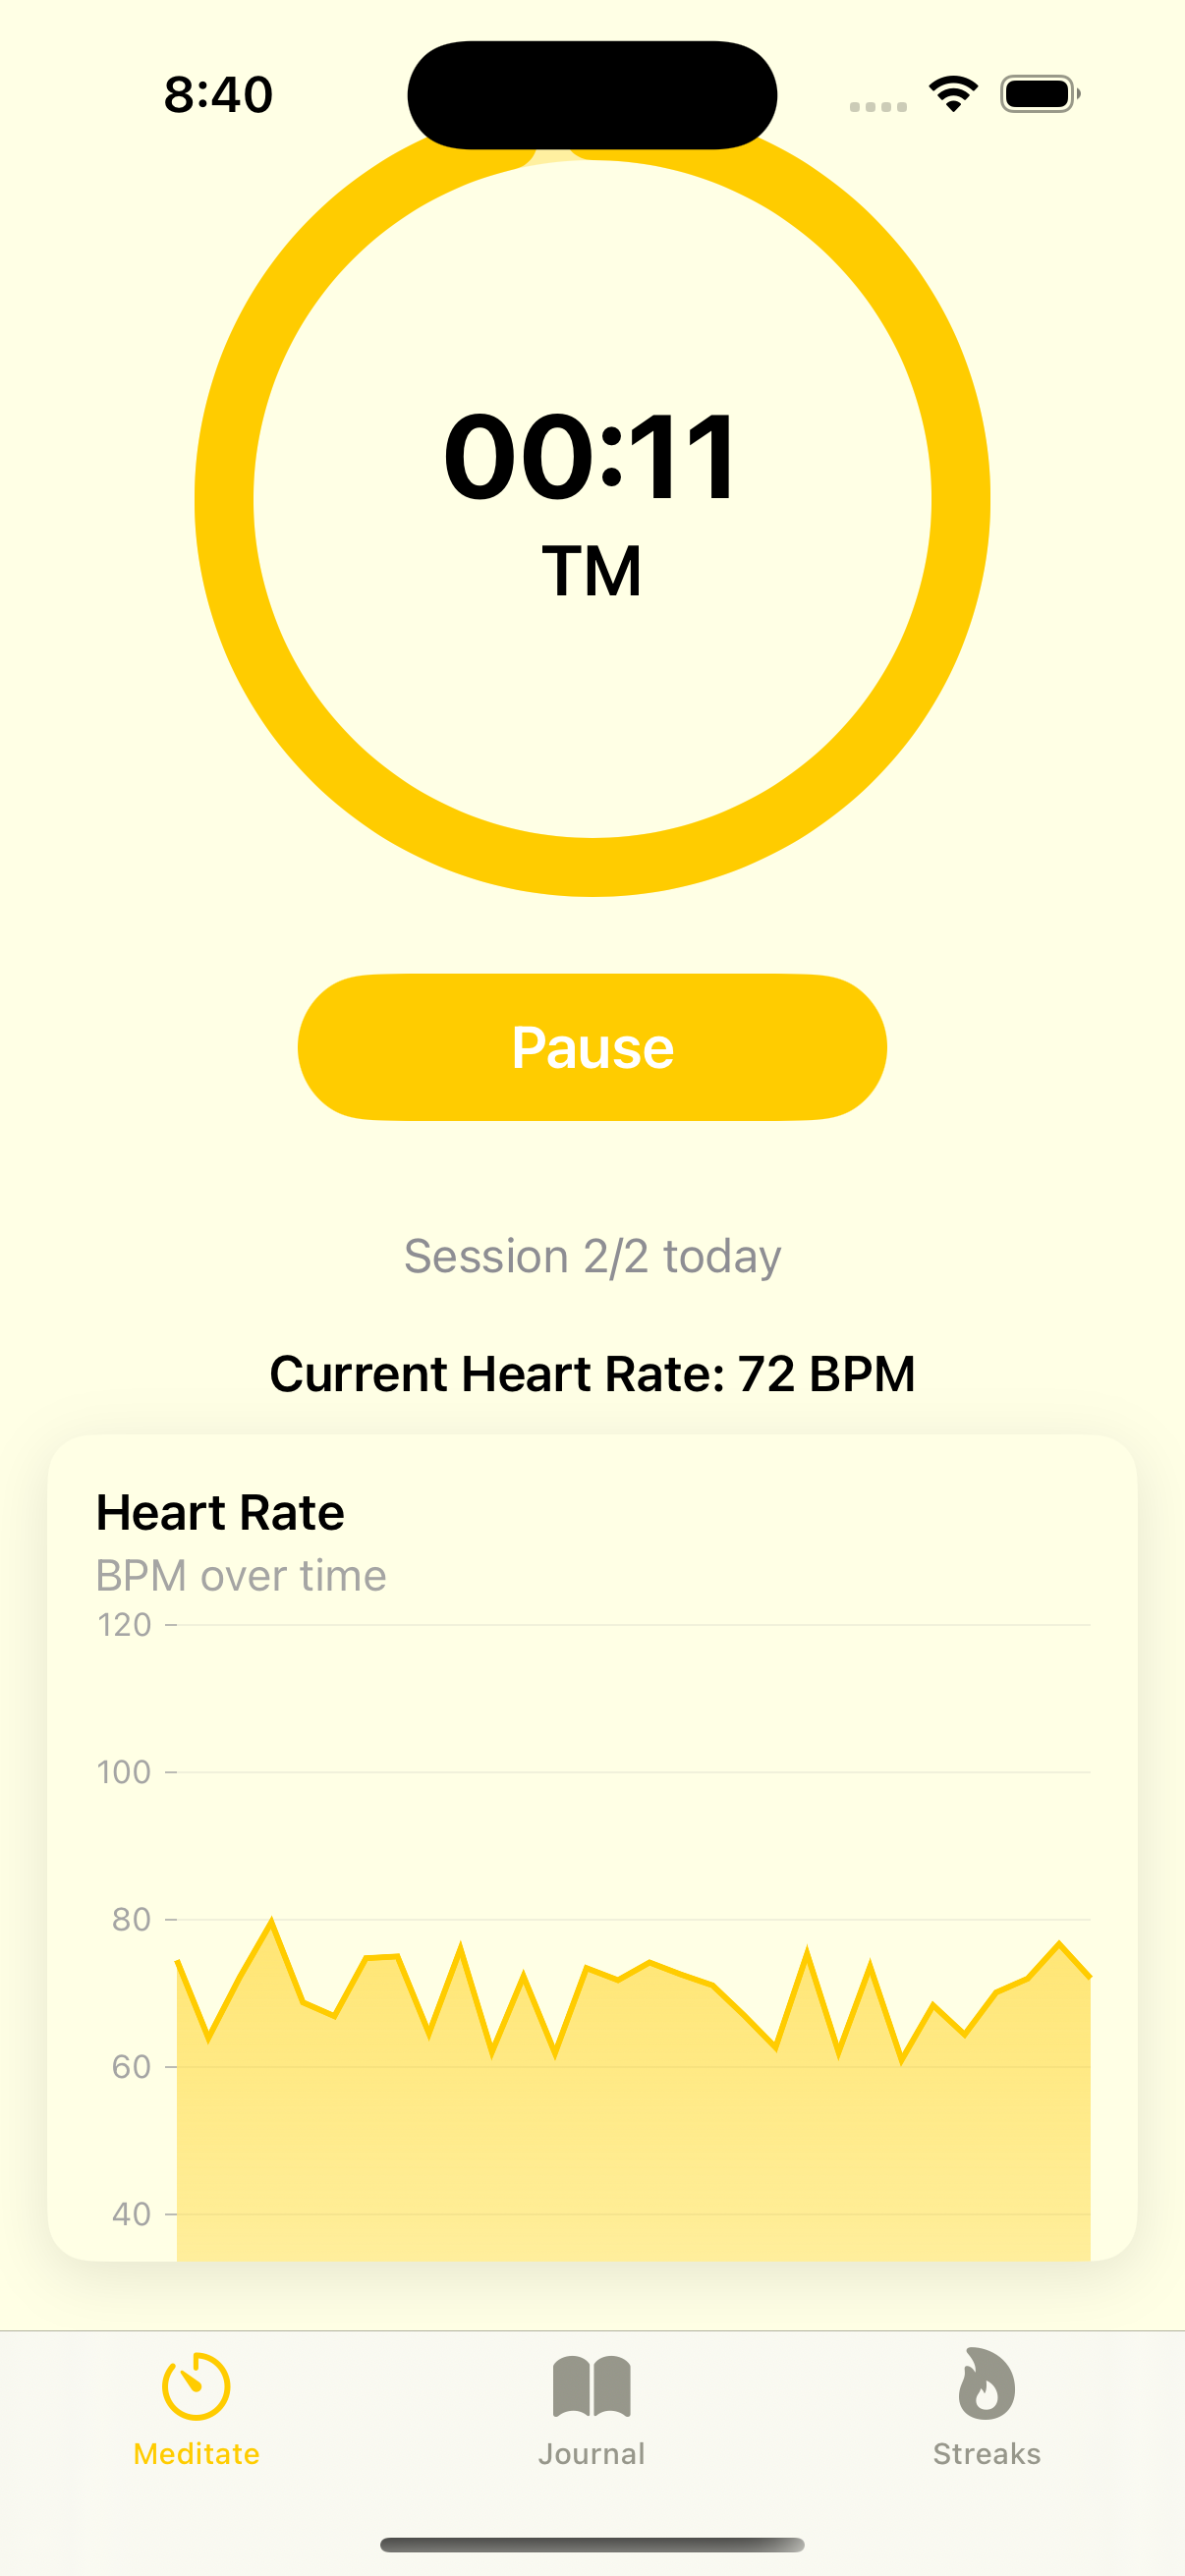 8:40
00:11
TM
Pause
Session 2/2 today
Current Heart Rate: 72 BPM
Heart Rate
BPM over time
120
100
80
60
40
Meditate
Journal
Streaks